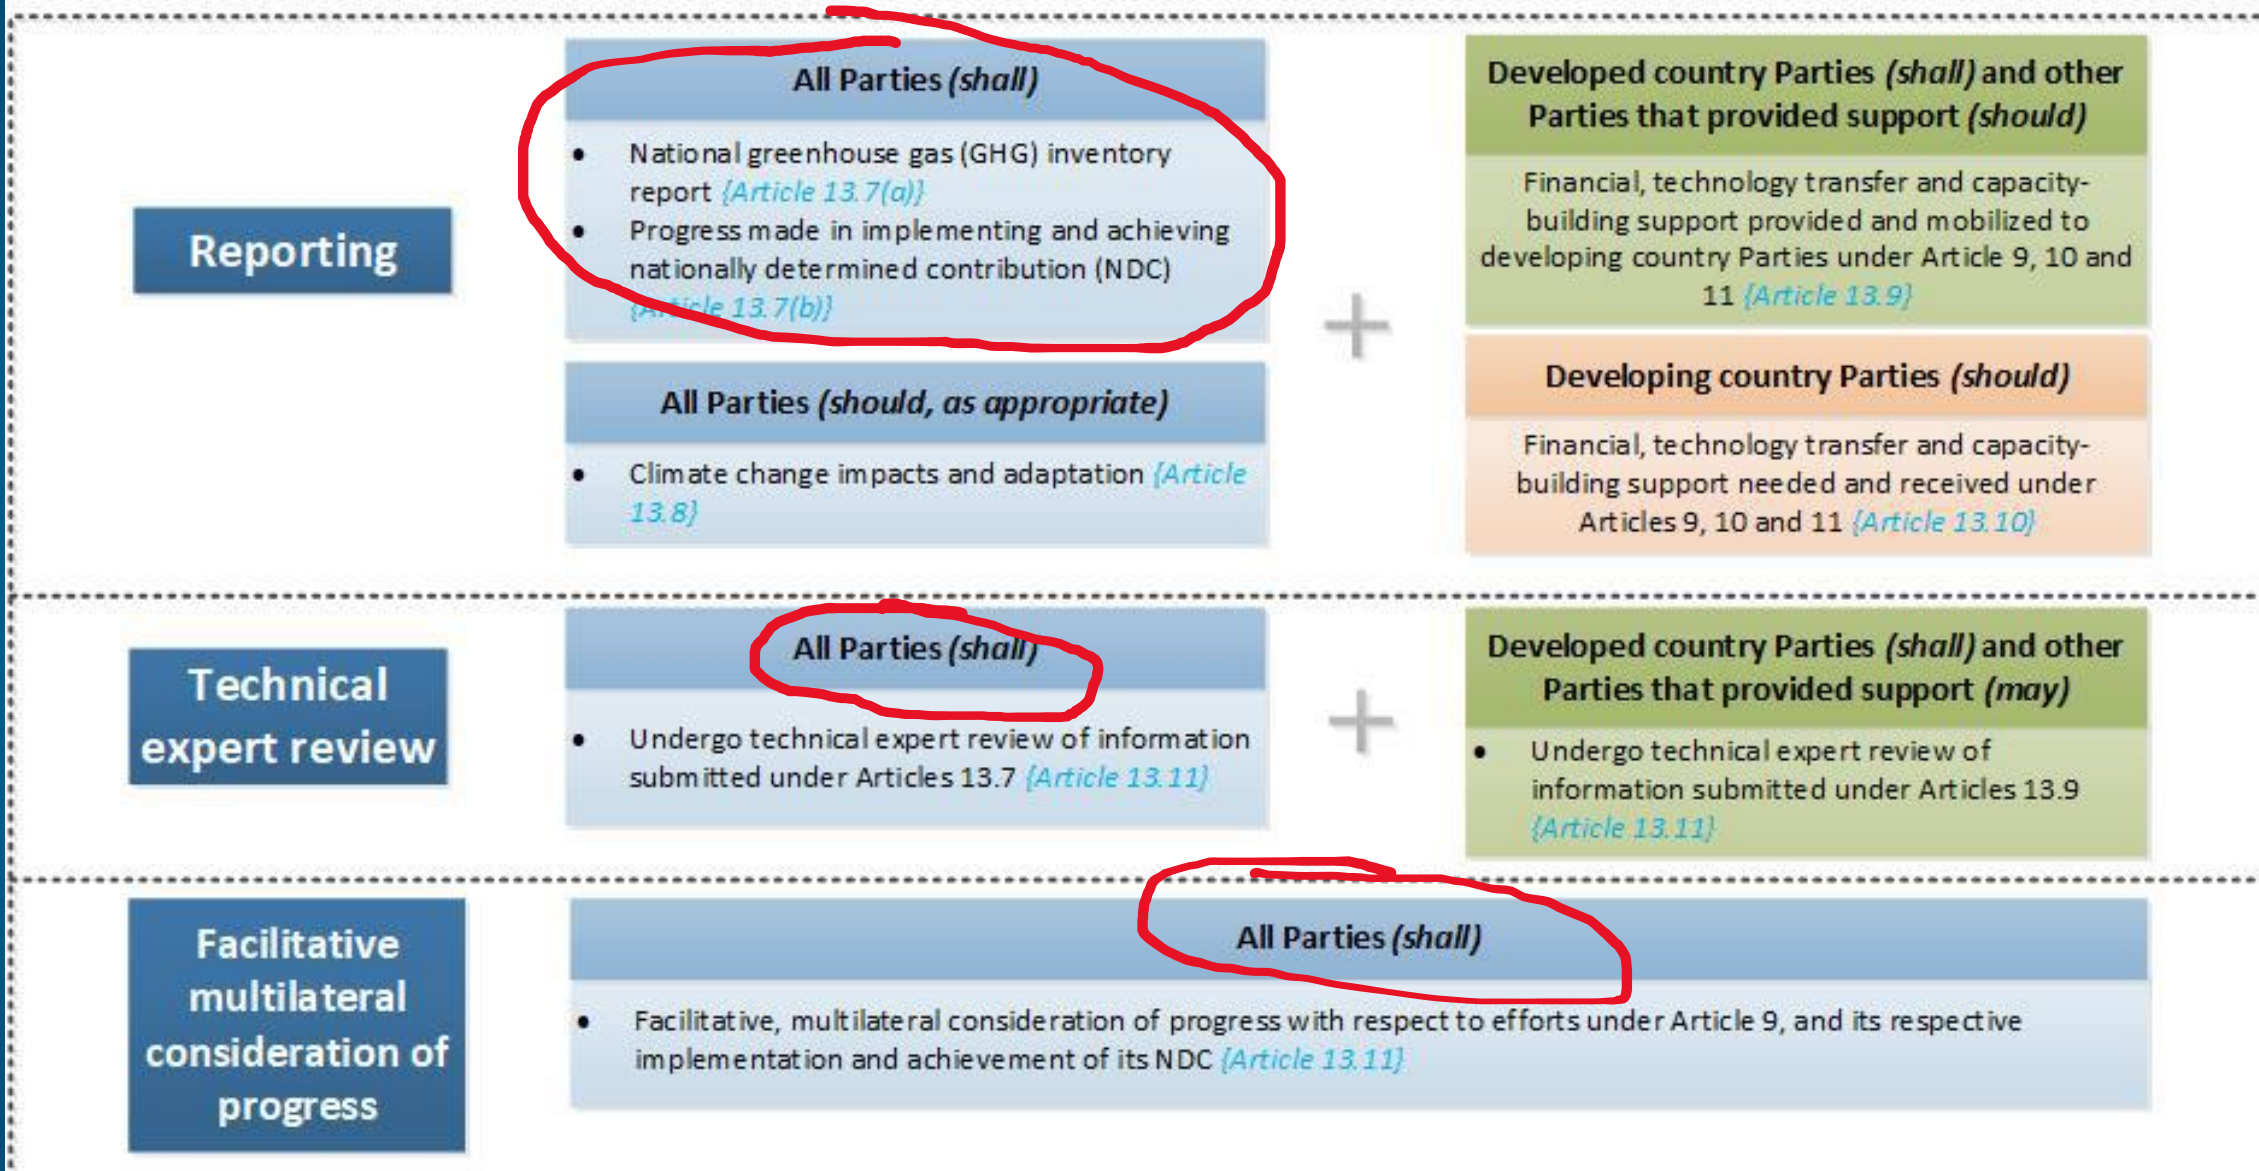 Reporting
All Parties (shall)
• National greenhouse gas (GHG) inventory
report {Article 13.7(a)}
• Progress made in implementing and achieving
nationally determined contribution (NDC)
{Article 13.7(b)}
All Parties (should, as appropriate)
• Climate change impacts and adaptation {Article
13.8}
+
Developed country Parties (shall) and other
Parties that provided support (should)
Financial, technology transfer and capacity-
building support provided and mobilized to
developing country Parties under Article 9, 10 and
11 {Article 13.9}
Developing country Parties (should)
Financial, technology transfer and capacity-
building support needed and received under
Articles 9, 10 and 11 {Article 13.10}
Technical
expert review
All Parties (shall)
• Undergo technical expert review of information
submitted under Articles 13.7 {Article 13.11}
+
Developed country Parties (shall) and other
Parties that provided support (may)
• Undergo technical expert review of
information submitted under Articles 13.9
{Article 13.11}
Facilitative
multilateral
consideration of
progress
All Parties (shall)
• Facilitative, multilateral consideration of progress with respect to efforts under Article 9, and its respective
implementation and achievement of its NDC {Article 13.11}